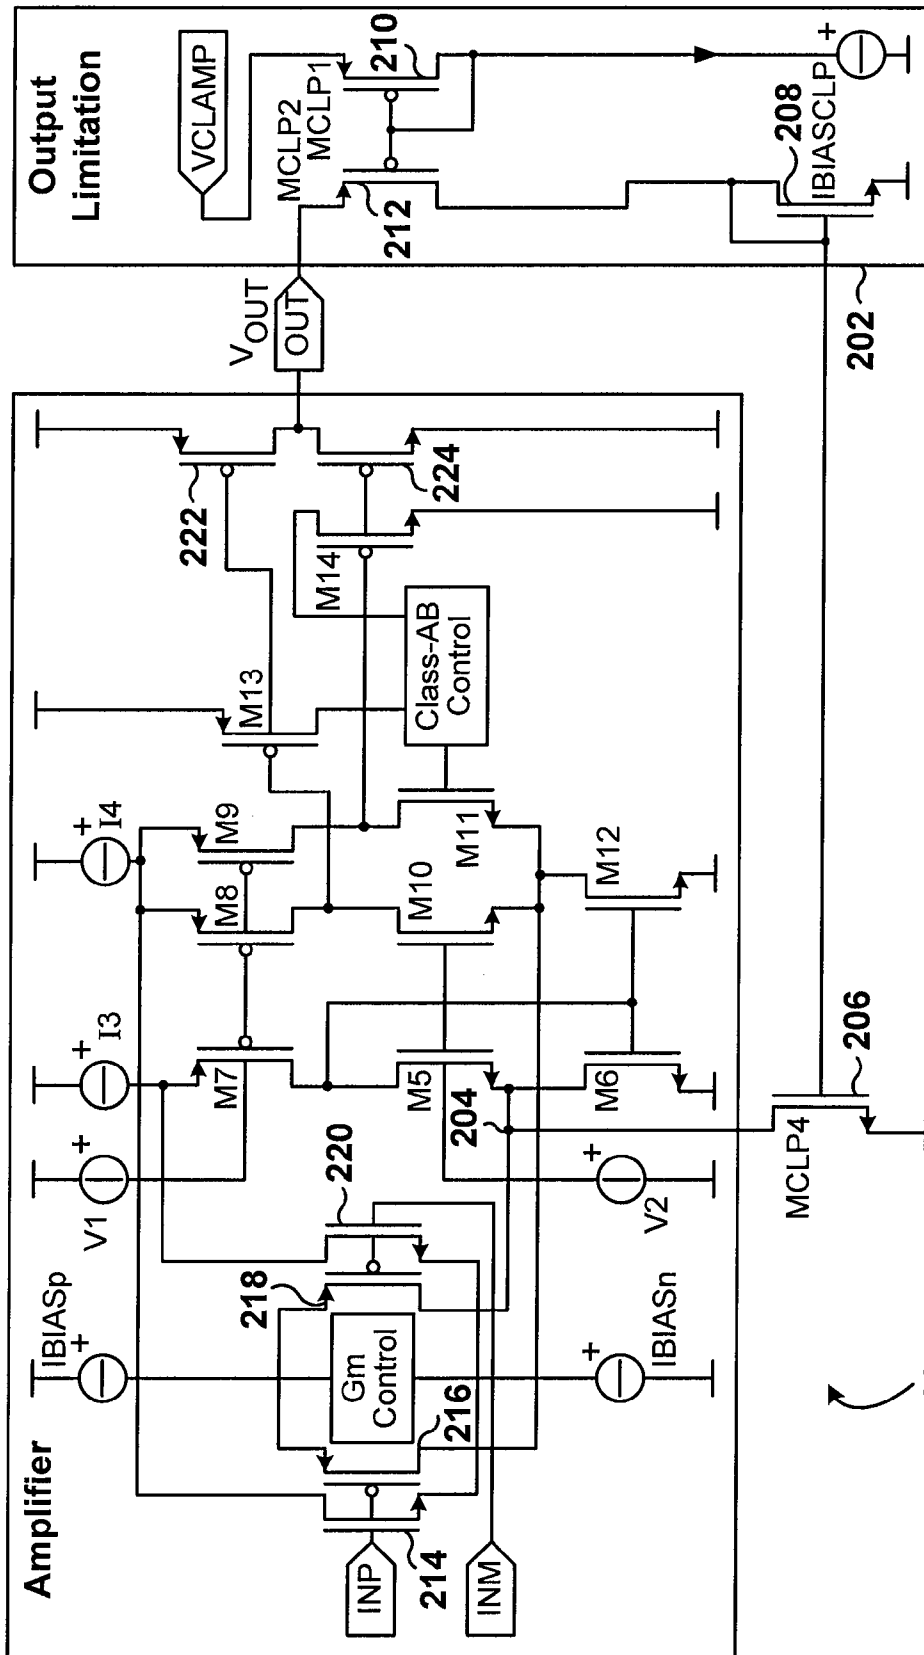 Amplifier
IBIASp
+
V1
+
I3
+
I4
+
INP
214
INM
216
Gm
Control
218
220
IBIASn
+
V2
+
204
M7
M8
M9
M5
M10
M11
M6
M12
M13
M14
Class-AB
Control
222
224
VOUT
OUT
Output
Limitation
VCLAMP
MCLP2
MCLP1
210
212
208
IBIASCLP
+
202
MCLP4
206